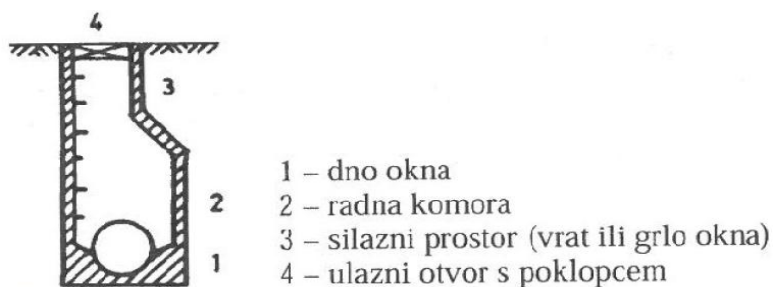 4
3
2
1
1 – dno okna
2 – radna komora
3 – silazni prostor (vrat ili grlo okna)
4 – ulazni otvor s poklopcem